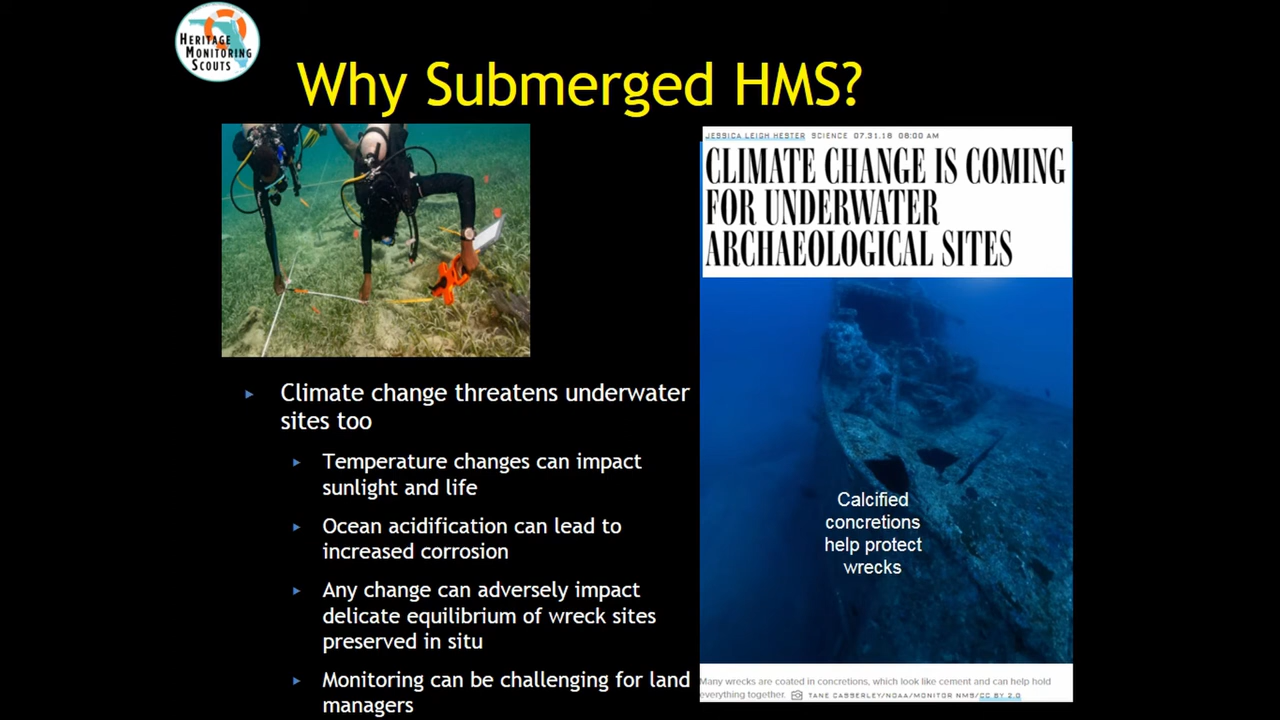 HERITAGE
MONITORING
SCOUTS
Why Submerged HMS?
Climate change threatens underwater
sites too
Temperature changes can impact
sunlight and life
Ocean acidification can lead to
increased corrosion
Any change can adversely impact
delicate equilibrium of wreck sites
preserved in situ
Monitoring can be challenging for land
managers
JESSICA LEIGH HESTER SCIENCE 07.31.18 08:00 AM
CLIMATE CHANGE IS COMING
FOR UNDERWATER
ARCHAEOLOGICAL SITES
Calcified
concretions
help protect
wrecks
Many wrecks are coated in concretions, which look like cement and can help hold
everything together. TANE CASSERLEY/NOAA/MONITOR NMS/CC BY 2.0